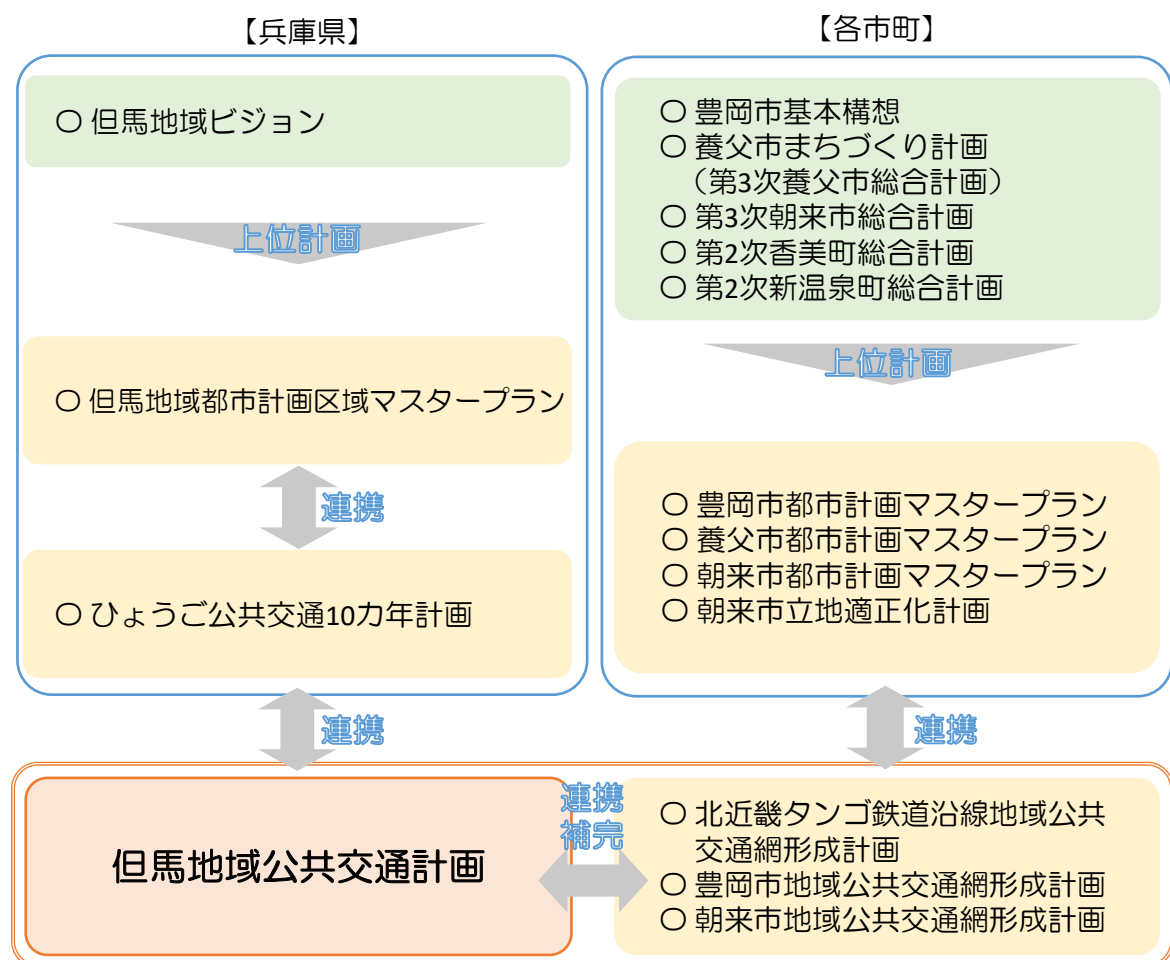 【兵庫県】
〇 但馬地域ビジョン
上位計画
〇 但馬地域都市計画区域マスタープラン
連携
〇 ひょうご公共交通10カ年計画
連携
【各市町】
〇 豊岡市基本構想
〇 養父市まちづくり計画
（第3次養父市総合計画）
〇 第3次朝来市総合計画
〇 第2次香美町総合計画
〇 第2次新温泉町総合計画
上位計画
〇 豊岡市都市計画マスタープラン
〇 養父市都市計画マスタープラン
〇 朝来市都市計画マスタープラン
〇 朝来市立地適正化計画
連携
但馬地域公共交通計画
連携
補完
〇 北近畿タンゴ鉄道沿線地域公共
交通網形成計画
〇 豊岡市地域公共交通網形成計画
〇 朝来市地域公共交通網形成計画